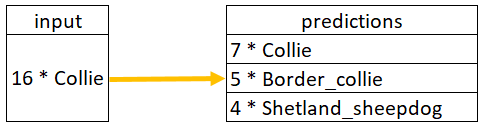 input
16 * Collie
predictions
7 * Collie
5 * Border_collie
4 * Shetland_sheepdog